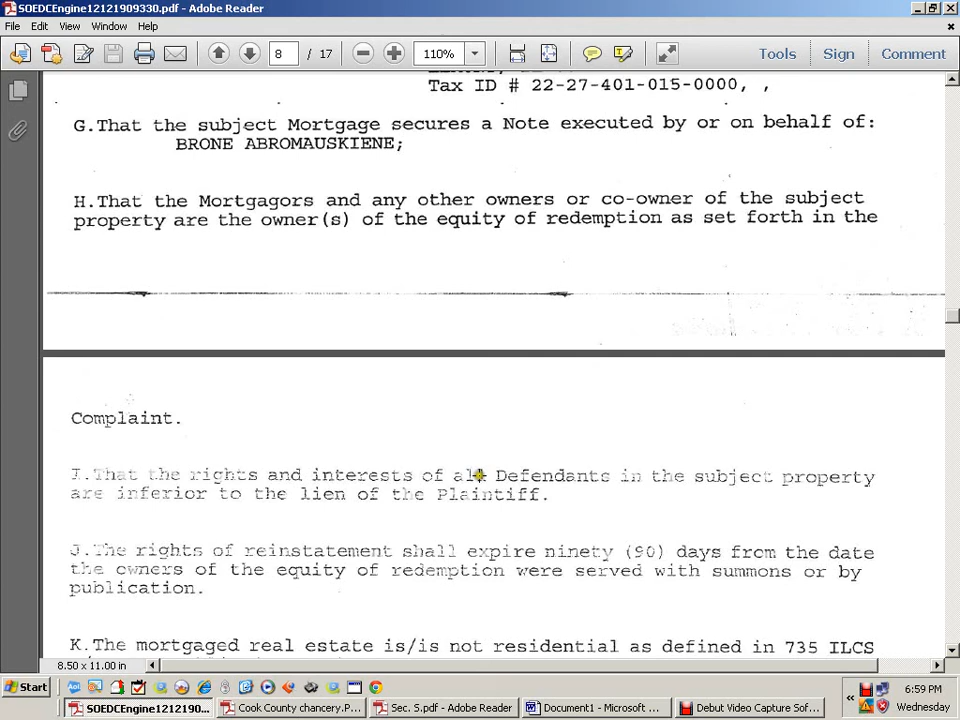 SOEDCEngine12121909330.pdf - Adobe Reader
File Edit View Window Help
8 / 17 110% Tools Sign Comment
Tax ID # 22-27-401-015-0000, ,
G.That the subject Mortgage secures a Note executed by or on behalf of:
BRONE ABROMAUSKIENE;
H.That the Mortgagors and any other owners or co-owner of the subject
property are the owner(s) of the equity of redemption as set forth in the
Complaint.
I.That the rights and interests of all Defendants in the subject property
are inferior to the lien of the Plaintiff.
J.The rights of reinstatement shall expire ninety (90) days from the date
the owners of the equity of redemption were served with summons or by
publication.
K.The mortgaged real estate is/is not residential as defined in 735 ILCS
8.50 x 11.00 in
Start 6:59 PM
SOEDCEngine121219... Cook County chancery.P... Sec. S.pdf - Adobe Reader Document1 - Microsoft ... Debut Video Capture Sof... Wednesday